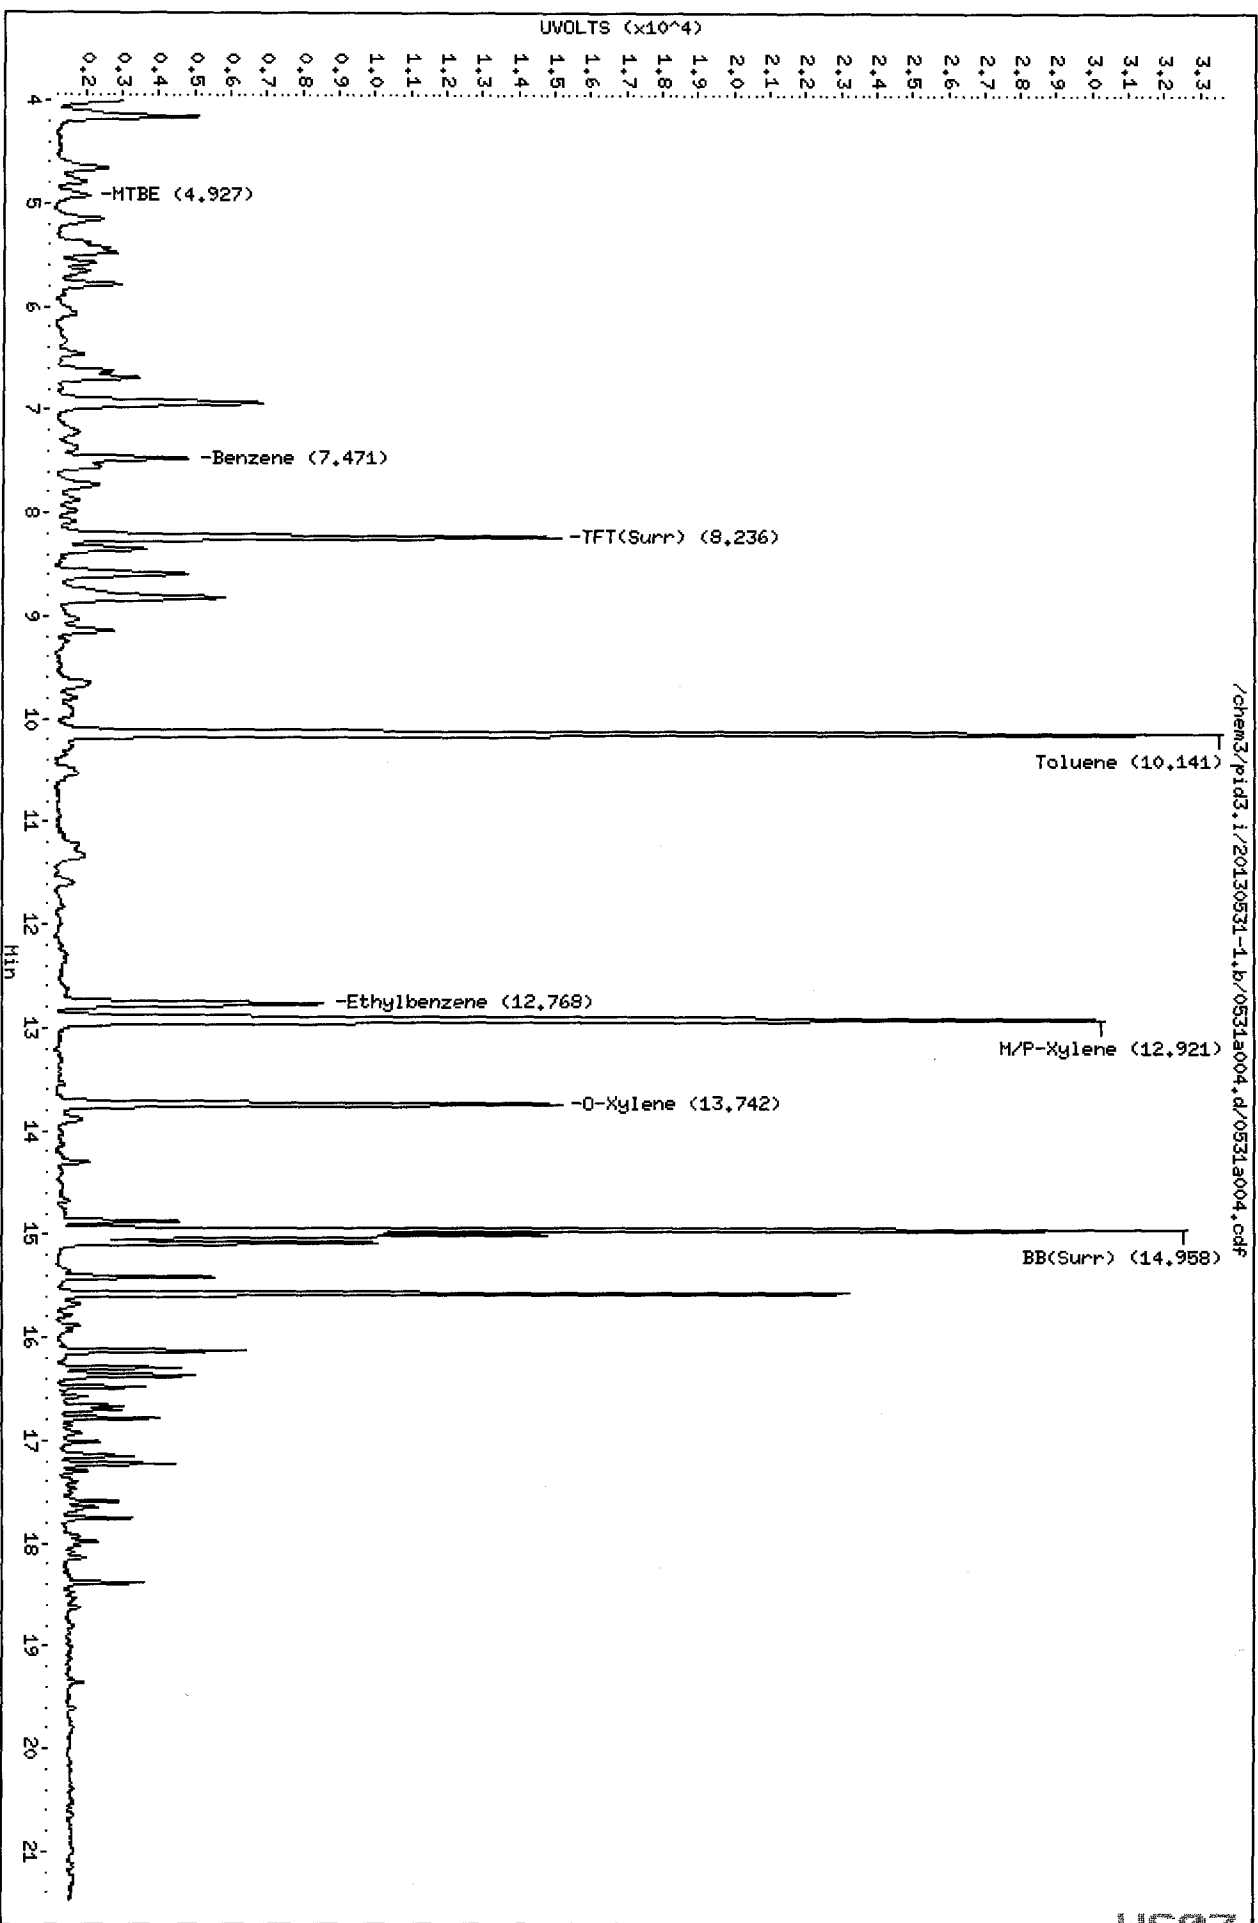 /chem3/pid3.i/20130531-1.b/0531a004.d/0531a004.cdf
UVOLTS (x10^4)
3.3
3.2
3.1
3.0
2.9
2.8
2.7
2.6
2.5
2.4
2.3
2.2
2.1
2.0
1.9
1.8
1.7
1.6
1.5
1.4
1.3
1.2
1.1
1.0
0.9
0.8
0.7
0.6
0.5
0.4
0.3
0.2
-MTBE (4.927)
-Benzene (7.471)
-TFT(Surr) (8.236)
Toluene (10.141)
-Ethylbenzene (12.768)
M/P-Xylene (12.921)
-O-Xylene (13.742)
BB(Surr) (14.958)
4 5 6 7 8 9 10 11 12 13 14 15 16 17 18 19 20 21
Min